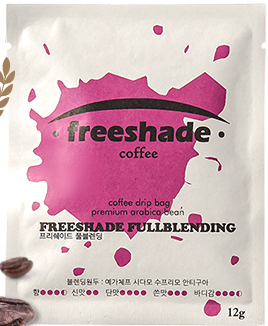 freeshade
coffee
coffee drip bag
premium arabica bean
FREESHADE FULLBLENDING
프리쉐이드 풀블렌딩
블렌딩원두 : 예가체프 시다모 수프리모 안티구아
향 신맛 단맛 쓴맛 바디감
12g